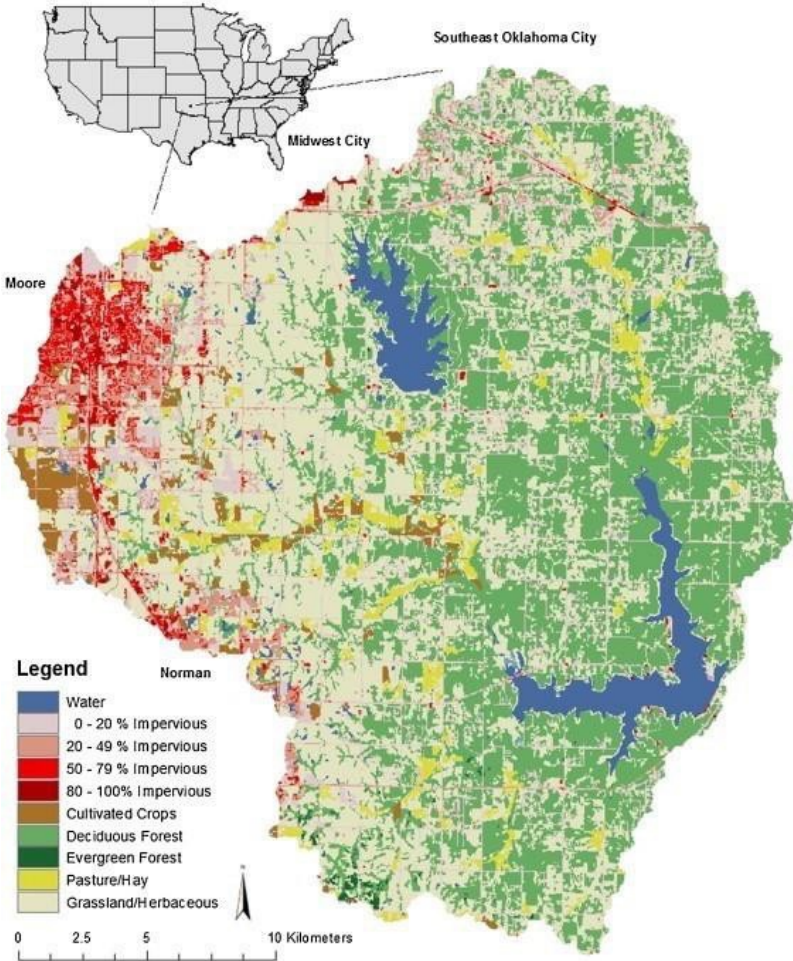 Southeast Oklahoma City
Midwest City
Moore
Norman
Legend
Water
0 - 20 % Impervious
20 - 49 % Impervious
50 - 79 % Impervious
80 - 100% Impervious
Cultivated Crops
Deciduous Forest
Evergreen Forest
Pasture/Hay
Grassland/Herbaceous
0 2.5 5 10 Kilometers